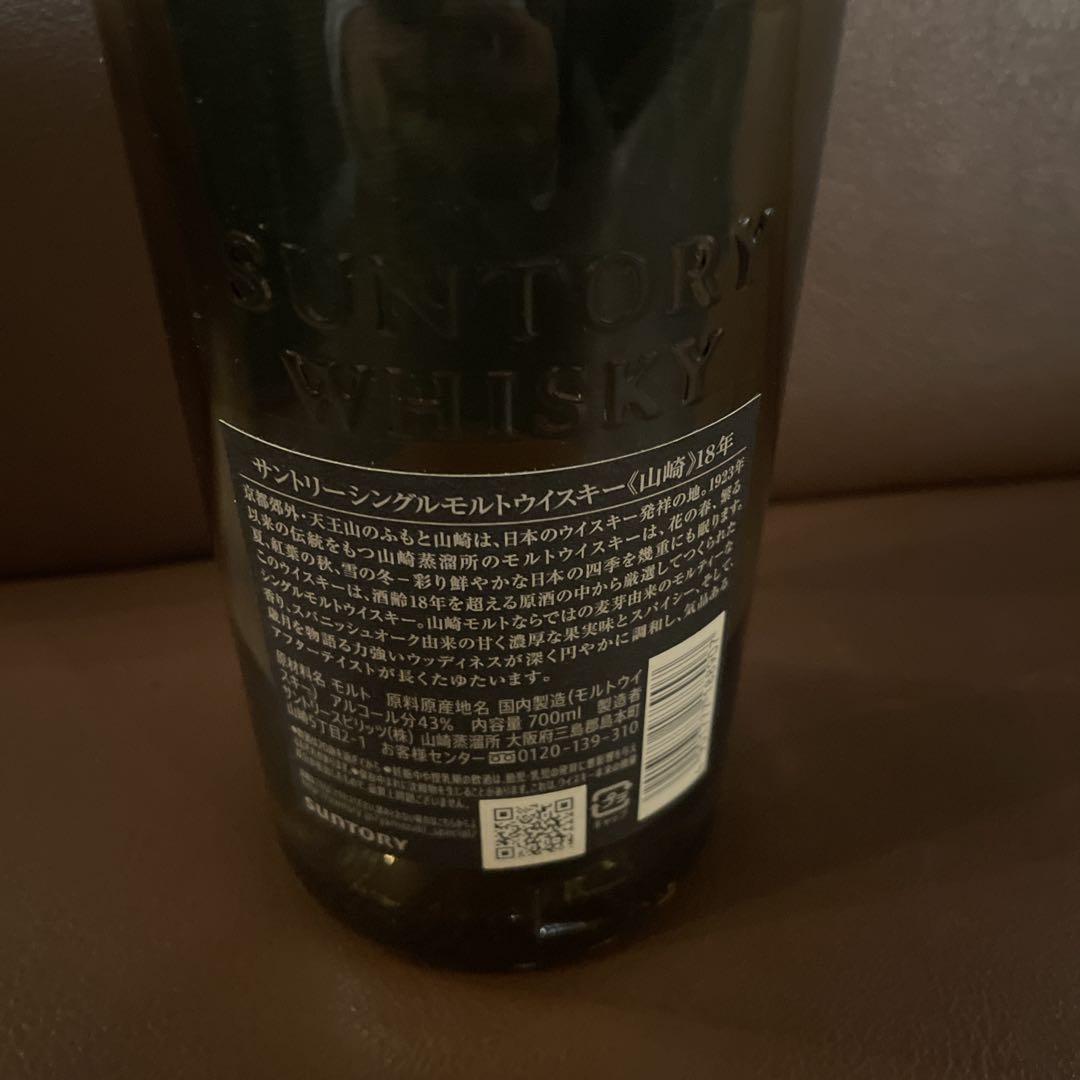 SUNTORY
WHISKY
サントリーシングルモルトウイスキー《山崎》18年
京都郊外・天王山のふもと山崎は、日本のウイスキー発祥の地。1923年
以来の伝統をもつ山崎蒸溜所のモルトウイスキーは、花の春、繁る
夏、紅葉の秋、雪の冬−彩り鮮やかな日本の四季を幾重にも眠ります。
このウイスキーは、酒齢18年を超える原酒の中から厳選してつくられた
シングルモルトウイスキー。山崎モルトならではの麦芽由来のモルティーな
香り、スパニッシュオーク由来の甘く濃厚な果実味とスパイシーさ、そして、
歳月を物語る力強いウッディネスが深く円やかに調和し、気品ある
アフターテイストが長くたゆたいます。
原材料名 モルト 原料原産地名 国内製造(モルトウイ
スキー) アルコール分43% 内容量 700ml 製造者
サントリースピリッツ(株) 山崎蒸溜所 大阪府三島郡島本町
山崎5丁目2-1 お客様センター 0120-139-310
SUNTORY
キャップ